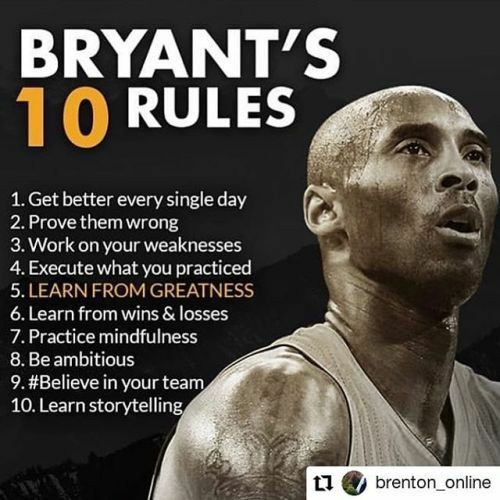 BRYANT'S
10 RULES
1. Get better every single day
2. Prove them wrong
3. Work on your weaknesses
4. Execute what you practiced
5. LEARN FROM GREATNESS
6. Learn from wins & losses
7. Practice mindfulness
8. Be ambitious
9. #Believe in your team
10. Learn storytelling
brenton_online